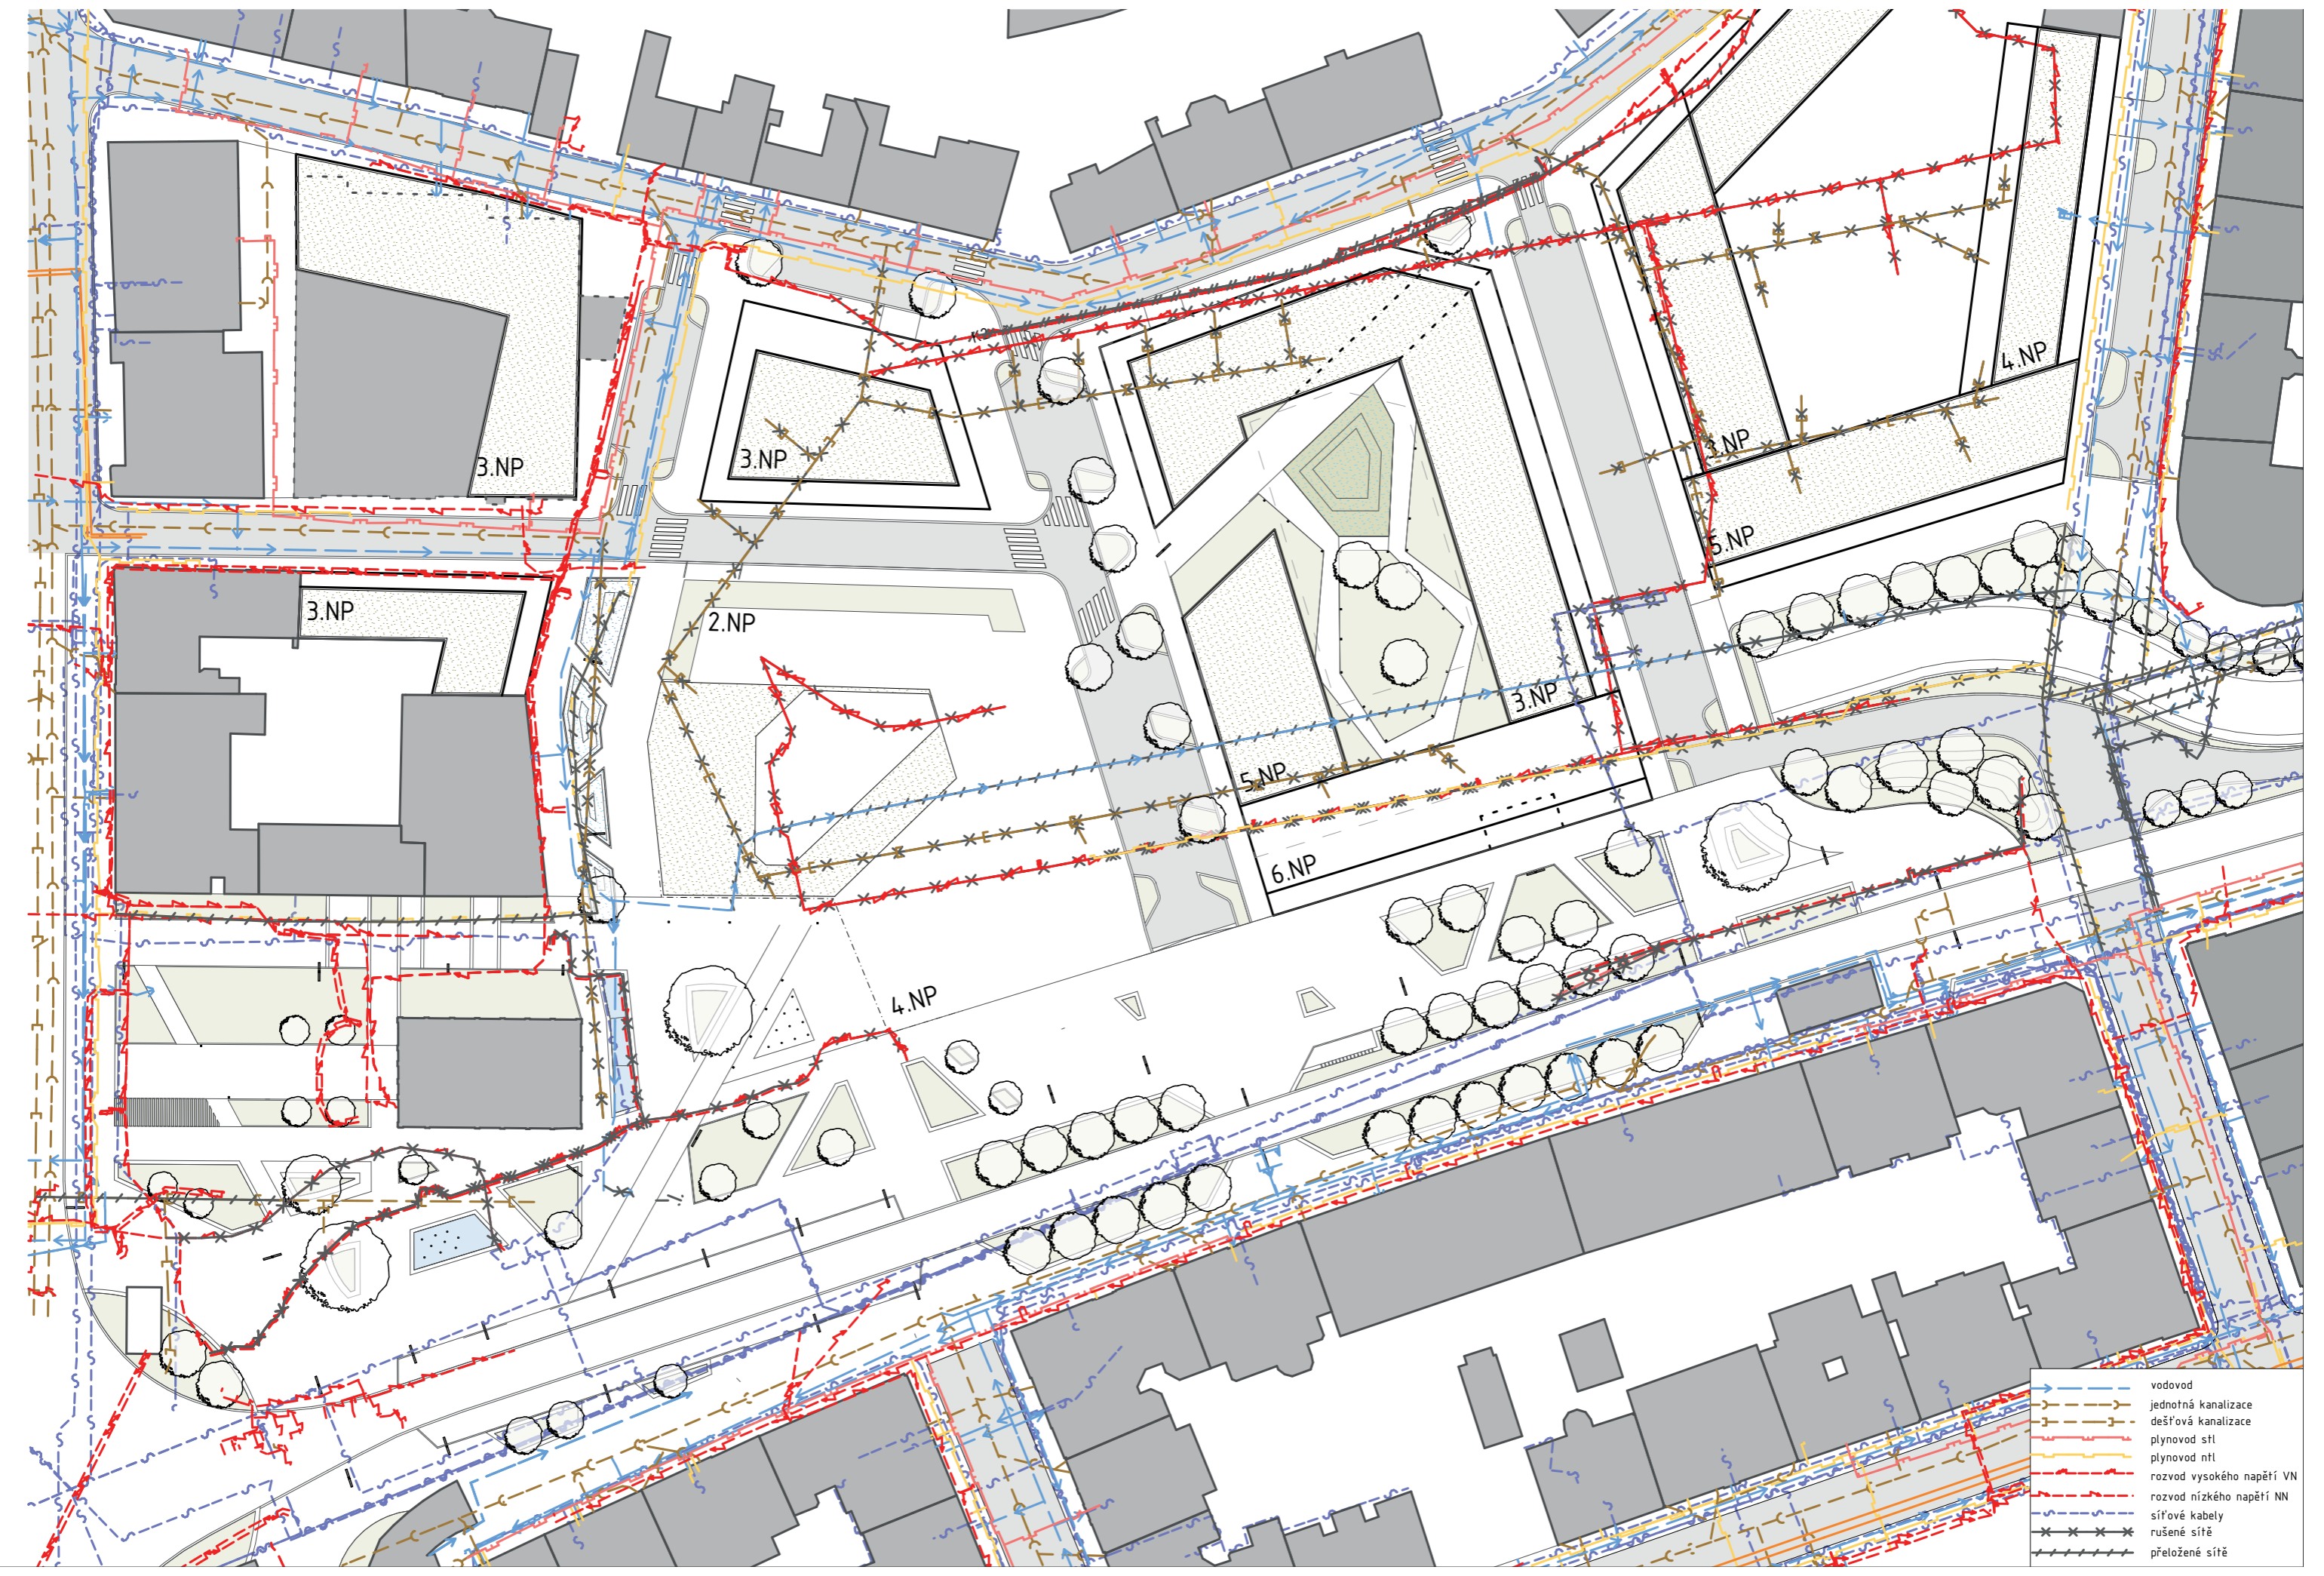 4.NP
3.NP
3.NP
3.NP
5.NP
3.NP
2.NP
3.NP
5.NP
6.NP
4.NP
vodovod
jednotná kanalizace
dešťová kanalizace
plynovod stl
plynovod ntl
rozvod vysokého napětí VN
rozvod nízkého napětí NN
síťové kabely
rušené sítě
přeložené sítě